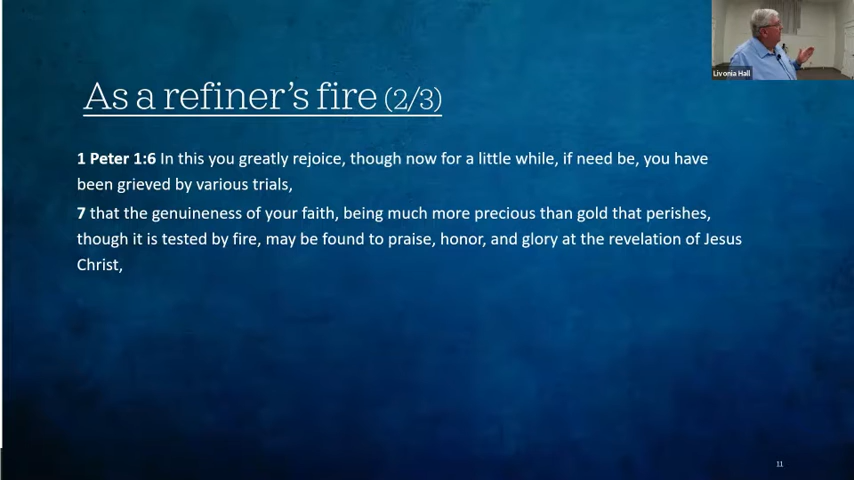 Livonia Hall
As a refiner's fire (2/3)
1 Peter 1:6 In this you greatly rejoice, though now for a little while, if need be, you have
been grieved by various trials,
7 that the genuineness of your faith, being much more precious than gold that perishes,
though it is tested by fire, may be found to praise, honor, and glory at the revelation of Jesus
Christ,
11